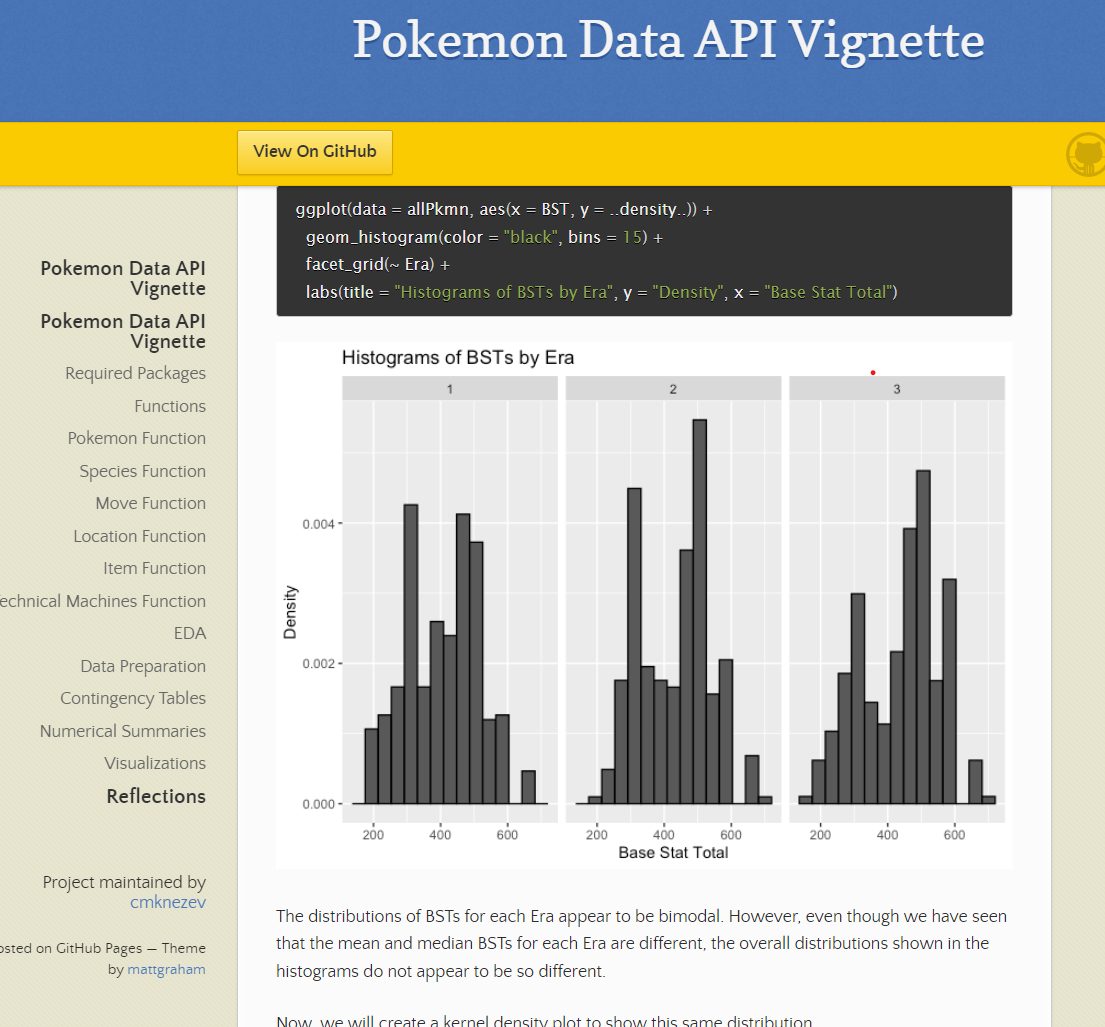 Pokemon Data API Vignette
View On GitHub
Pokemon Data API
Vignette
Pokemon Data API
Vignette
Required Packages
Functions
Pokemon Function
Species Function
Move Function
Location Function
Item Function
echnical Machines Function
EDA
Data Preparation
Contingency Tables
Numerical Summaries
Visualizations
Reflections
Project maintained by
cmknezev
osted on GitHub Pages — Theme
by mattgraham
ggplot(data = allPkmn, aes(x = BST, y = ..density..)) +
geom_histogram(color = "black", bins = 15) +
facet_grid(~ Era) +
labs(title = "Histograms of BSTs by Era", y = "Density", x = "Base Stat Total")
Histograms of BSTs by Era
1 2 3
0.004
0.002
0.000
Density
200 400 600 200 400 600 200 400 600
Base Stat Total
The distributions of BSTs for each Era appear to be bimodal. However, even though we have seen
that the mean and median BSTs for each Era are different, the overall distributions shown in the
histograms do not appear to be so different.
Now, we will create a kernel density plot to show this same distribution.